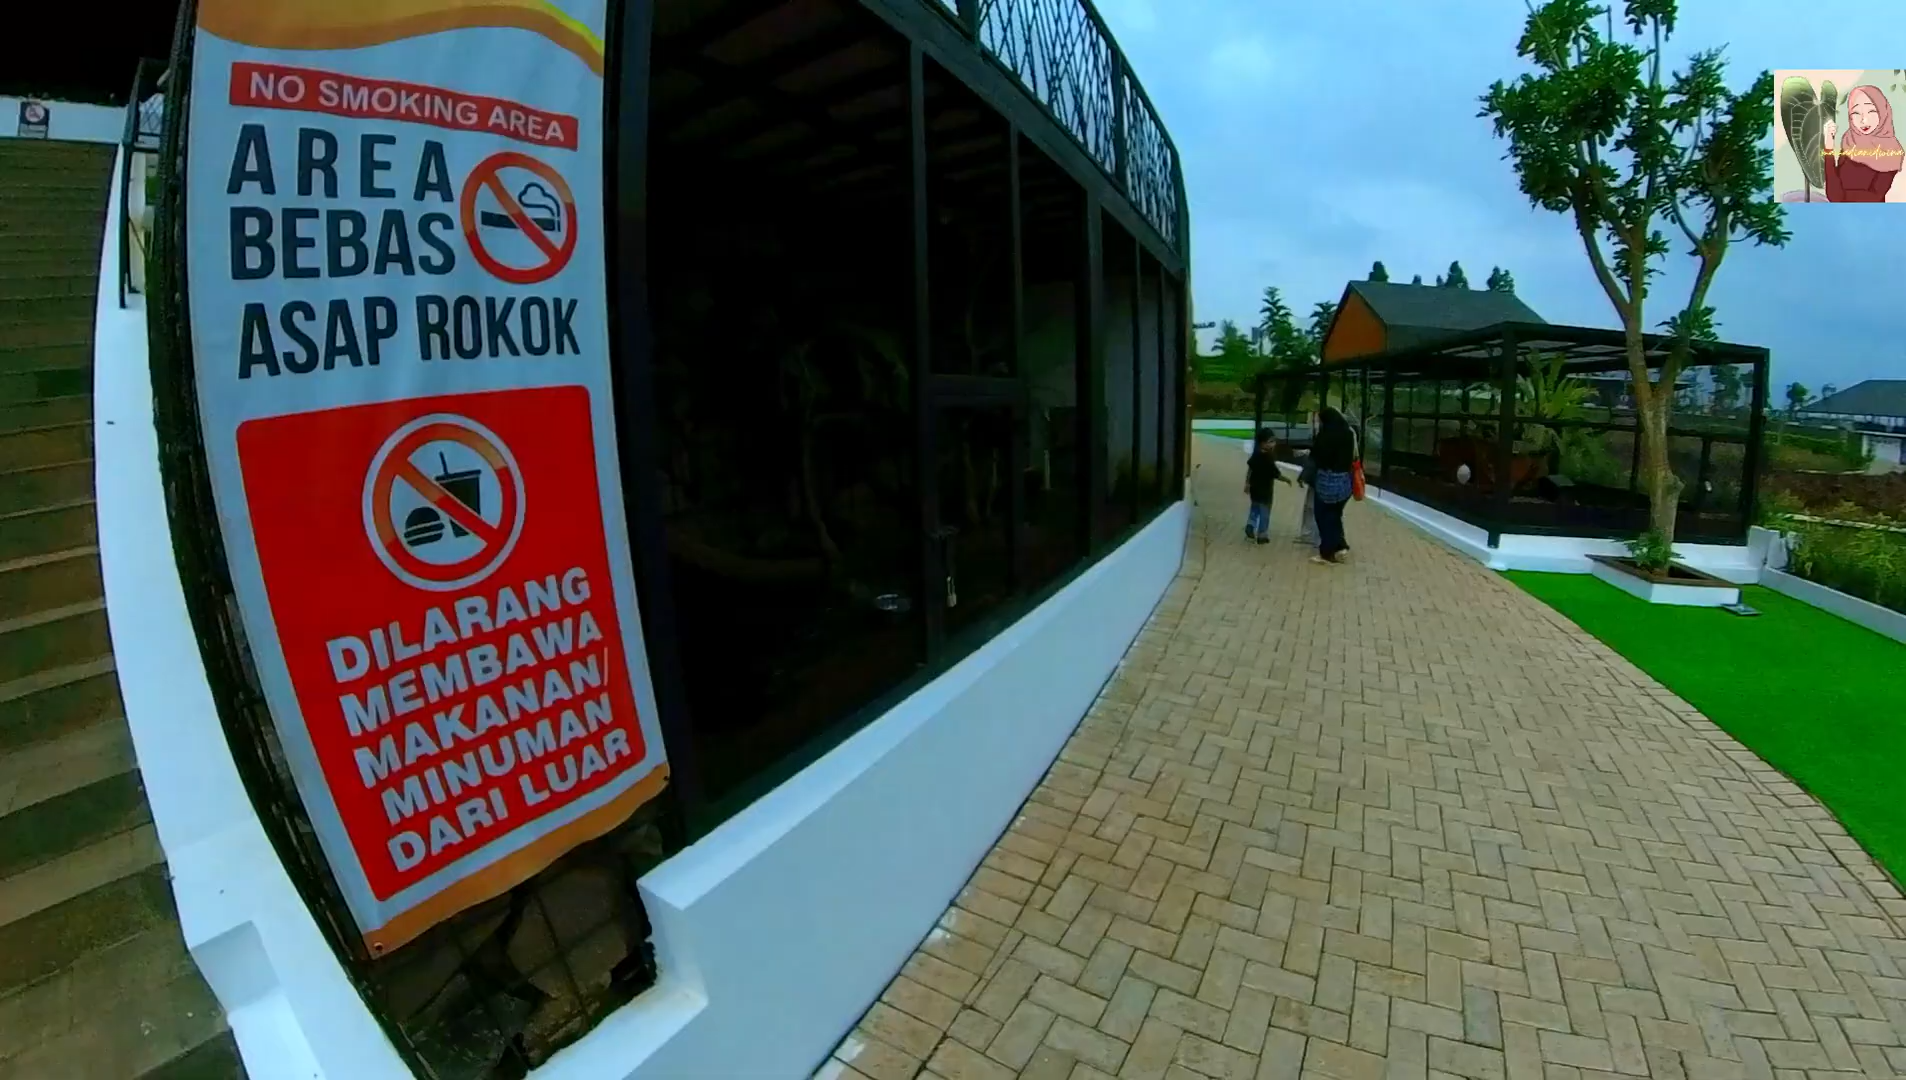 NO SMOKING AREA
AREA
BEBAS
ASAP ROKOK
DILARANG
MEMBAWA
MAKANAN/
MINUMAN
DARI LUAR